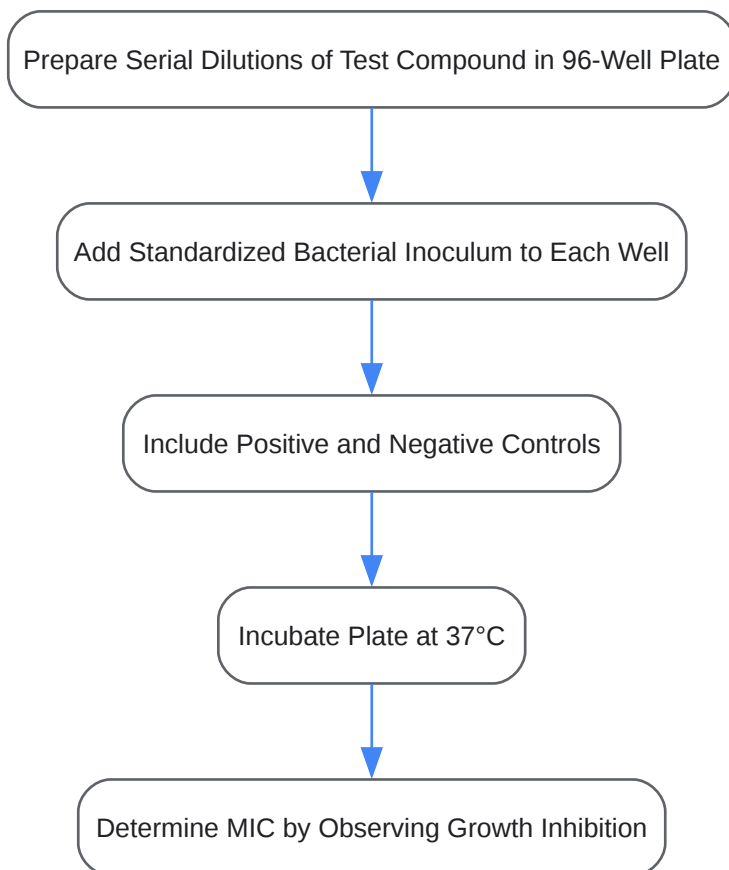 Prepare Serial Dilutions of Test Compound in 96-Well Plate
Add Standardized Bacterial Inoculum to Each Well
Include Positive and Negative Controls
Incubate Plate at 37°C
Determine MIC by Observing Growth Inhibition